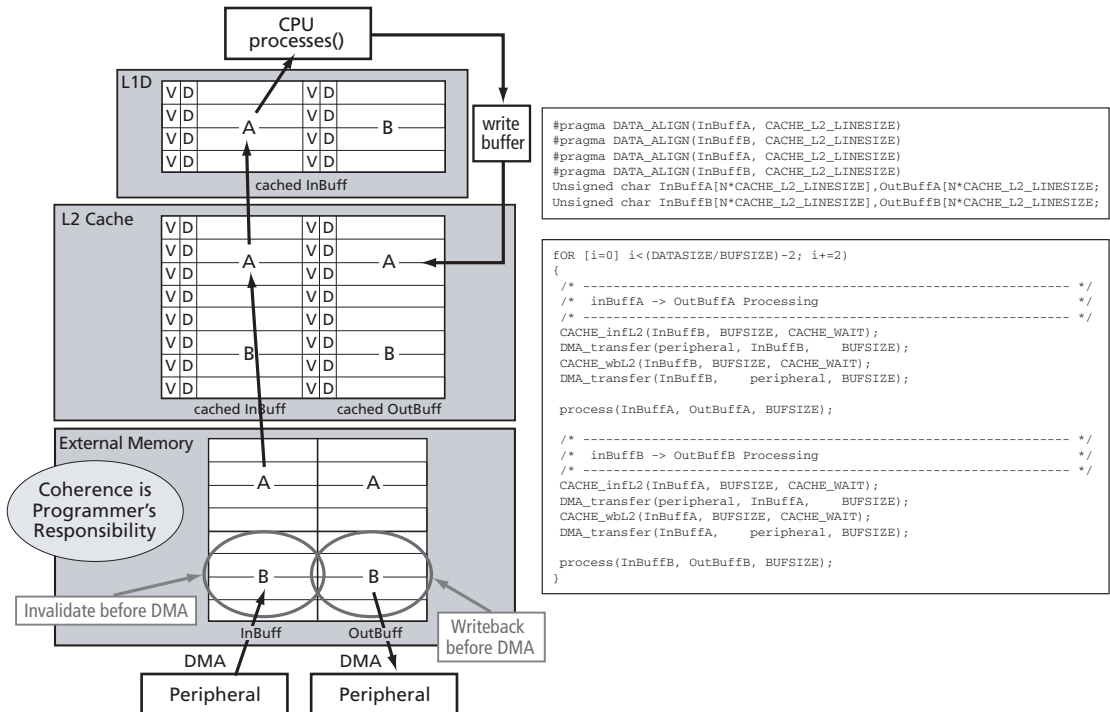 CPU
processes()
L1D
V D V D
V D V D
A B
V D V D
V D V D
cached InBuff
write
buffer
L2 Cache
V D V D
V D V D
A A
V D V D
V D V D
V D V D
V D V D
B B
V D V D
V D V D
cached InBuff cached OutBuff
External Memory
A A
Coherence is
Programmer's
Responsibility
B B
Invalidate before DMA
InBuff OutBuff
Writeback
before DMA
DMA DMA
Peripheral Peripheral
#pragma DATA_ALIGN(InBuffA, CACHE_L2_LINESIZE)
#pragma DATA_ALIGN(InBuffB, CACHE_L2_LINESIZE)
#pragma DATA_ALIGN(InBuffA, CACHE_L2_LINESIZE)
#pragma DATA_ALIGN(InBuffB, CACHE_L2_LINESIZE)
Unsigned char InBuffA[N*CACHE_L2_LINESIZE],OutBuffA[N*CACHE_L2_LINESIZE;
Unsigned char InBuffB[N*CACHE_L2_LINESIZE],OutBuffB[N*CACHE_L2_LINESIZE;
fOR [i=0] i<(DATASIZE/BUFSIZE)-2; i+=2)
{
/* ------------------------------------------------------------------ */
/* inBuffA -> OutBuffA Processing */
/* ------------------------------------------------------------------ */
CACHE_infL2(InBuffB, BUFSIZE, CACHE_WAIT);
DMA_transfer(peripheral, InBuffB, BUFSIZE);
CACHE_wbL2(InBuffB, BUFSIZE, CACHE_WAIT);
DMA_transfer(InBuffB, peripheral, BUFSIZE);
process(InBuffA, OutBuffA, BUFSIZE);
/* ------------------------------------------------------------------ */
/* inBuffB -> OutBuffB Processing */
/* ------------------------------------------------------------------ */
CACHE_infL2(InBuffA, BUFSIZE, CACHE_WAIT);
DMA_transfer(peripheral, InBuffA, BUFSIZE);
CACHE_wbL2(InBuffA, BUFSIZE, CACHE_WAIT);
DMA_transfer(InBuffA, peripheral, BUFSIZE);
process(InBuffB, OutBuffB, BUFSIZE);
}